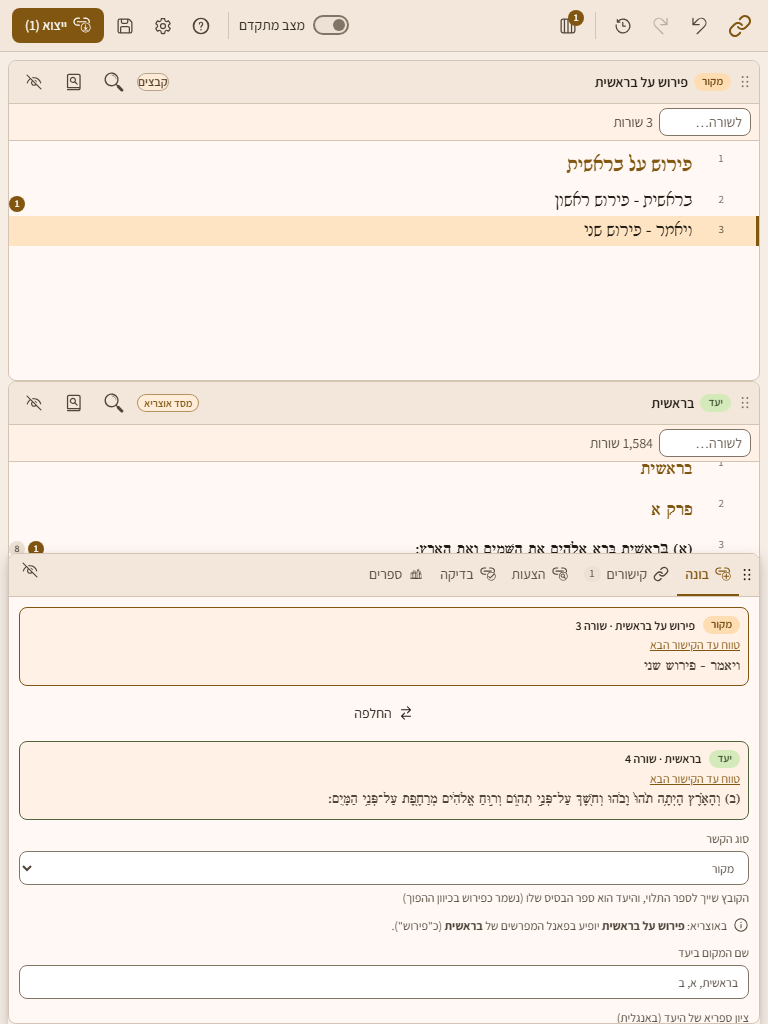 1
מצב מתקדם
ייצוא (1)
מקור
פירוש על בראשית
קבצים
לשורה…
3 שורות
1
פירוש על בראשית
2
בראשית - פירוש ראשון
1
3
ויאמר - פירוש שני
יעד
בראשית
מסד אוצריא
לשורה…
1,584 שורות
1
בראשית
2
פרק א
3
(א) בראשית ברא אלהים את השמים ואת הארץ:
1
8
בונה
קישורים
1
הצעות
בדיקה
ספרים
מקור
פירוש על בראשית · שורה 3
טווח עד הקישור הבא
ויאמר - פירוש שני
החלפה
יעד
בראשית · שורה 4
טווח עד הקישור הבא
(ב) וְהָאָ֗רֶץ הָיְתָ֥ה תֹ֙הוּ֙ וָבֹ֔הוּ וְחֹ֖שֶׁךְ עַל־פְּנֵ֣י תְה֑וֹם וְר֣וּחַ אֱלֹהִ֔ים מְרַחֶ֖פֶת עַל־פְּנֵ֥י הַמָּֽיִם:
סוג הקשר
מקור
הקובץ שייך לספר התלוי, והיעד הוא ספר הבסיס שלו (נשמר כפירוש בכיוון ההפוך)
באוצריא: פירוש על בראשית יופיע בפאנל המפרשים של בראשית (כ"פירוש").
שם המקום ביעד
בראשית, א, ב
ציון ספריא של היעד (באנגלית)